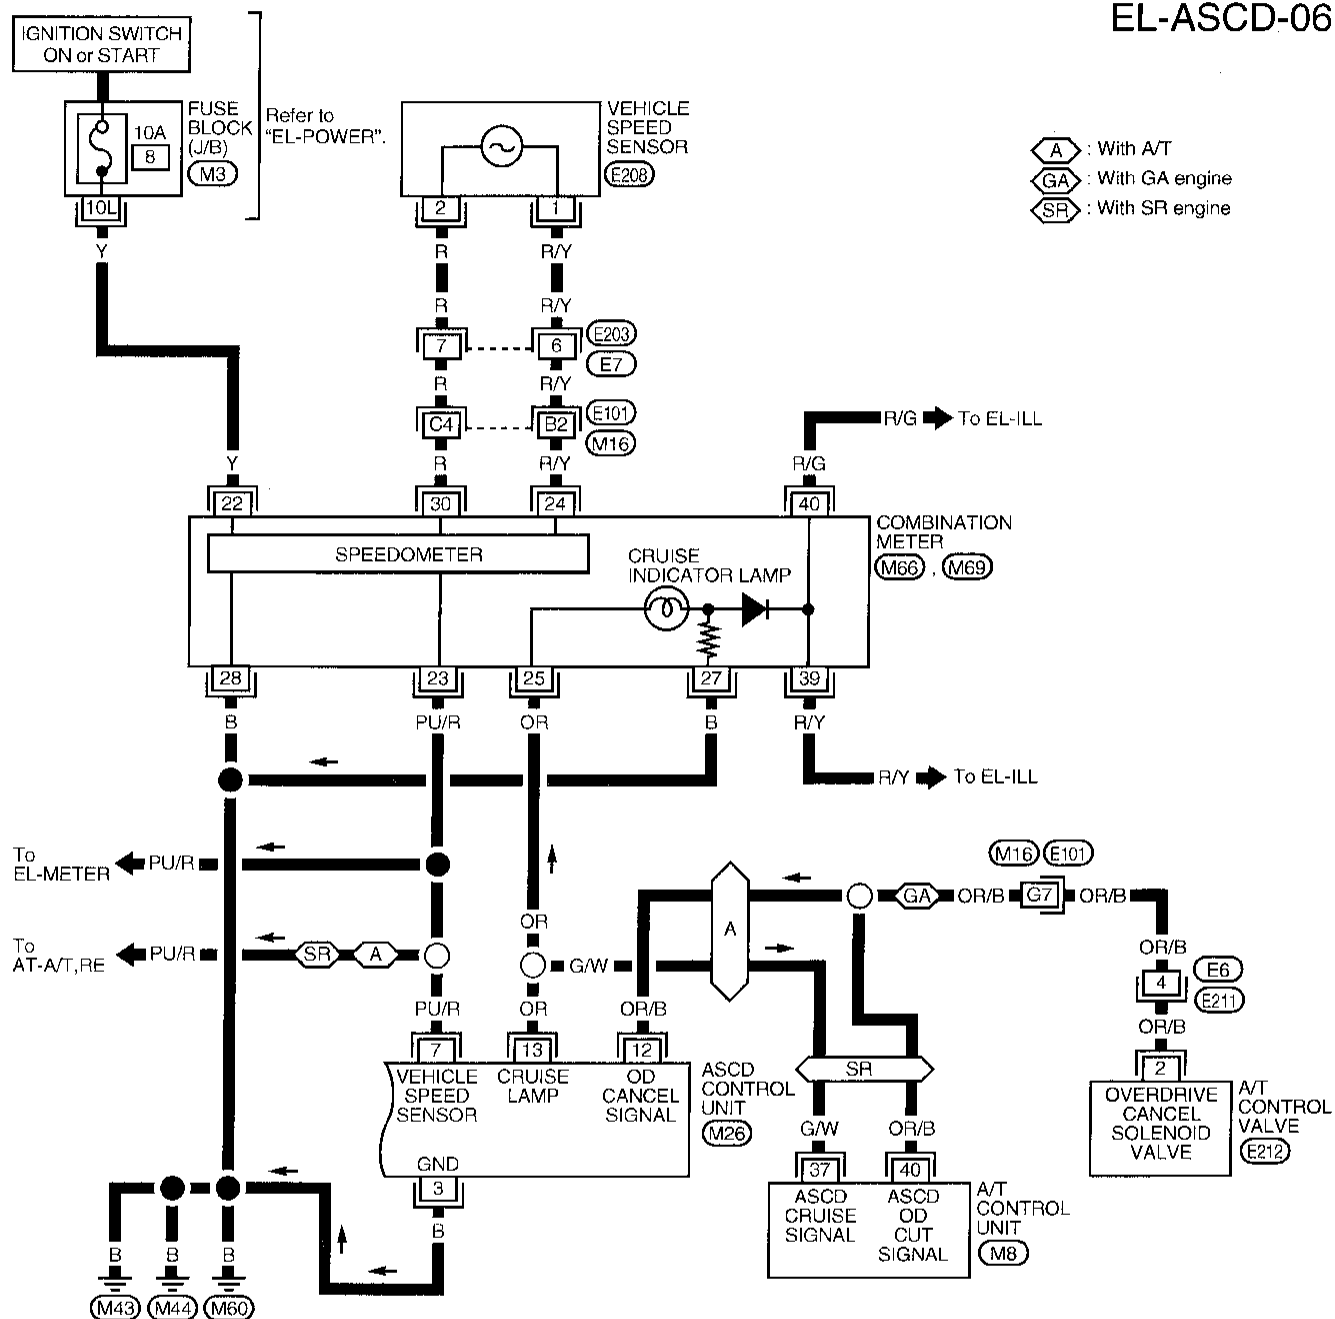 EL-ASCD-06
IGNITION SWITCH
ON or START
FUSE
BLOCK
(J/B)
M3
10A
8
10L
Refer to
"EL-POWER".
VEHICLE
SPEED
SENSOR
E208
A : With A/T
GA : With GA engine
SR : With SR engine
2 1
Y R R/Y
R R/Y
7 6 E203
E7
R R/Y
C4 B2 E101
M16
R/G To EL-ILL
Y R R/Y R/G
22 30 24 40
COMBINATION
METER
M66 , M69
SPEEDOMETER
CRUISE
INDICATOR LAMP
28 23 25 27 39
B PU/R OR B R/Y
R/Y To EL-ILL
To
EL-METER
PU/R
M16 E101
A
GA OR/B G7 OR/B
OR
To
AT-A/T,RE
PU/R SR A
G/W
OR/B
4 E6
E211
OR/B
PU/R OR OR/B
7 13 12
VEHICLE
SPEED
SENSOR
CRUISE
LAMP
OD
CANCEL
SIGNAL
ASCD
CONTROL
UNIT
M26
SR
2
OVERDRIVE
CANCEL
SOLENOID
VALVE
A/T
CONTROL
VALVE
E212
G/W OR/B
37 40
GND
3
B
ASCD
CRUISE
SIGNAL
ASCD
OD
CUT
SIGNAL
A/T
CONTROL
UNIT
M8
B B B
M43 M44 M60